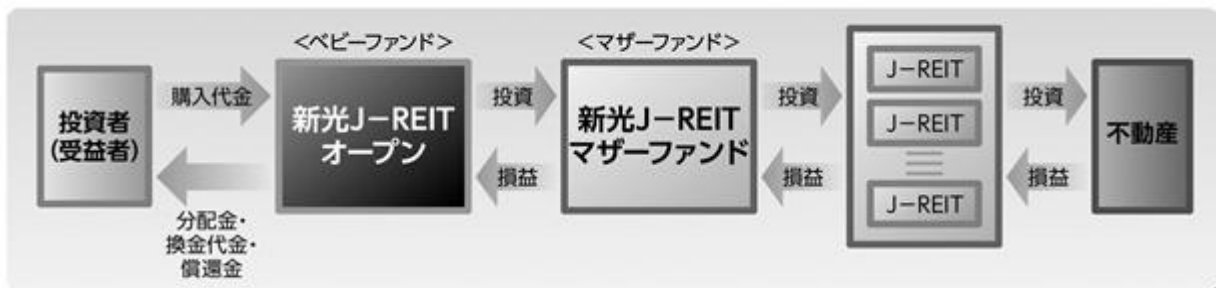 <ベビーファンド>
<マザーファンド>
投資者
(受益者)
購入代金
分配金・
換金代金・
償還金
新光J-REIT
オープン
投資
損益
新光J-REIT
マザーファンド
投資
損益
J-REIT
J-REIT
J-REIT
投資
損益
不動産